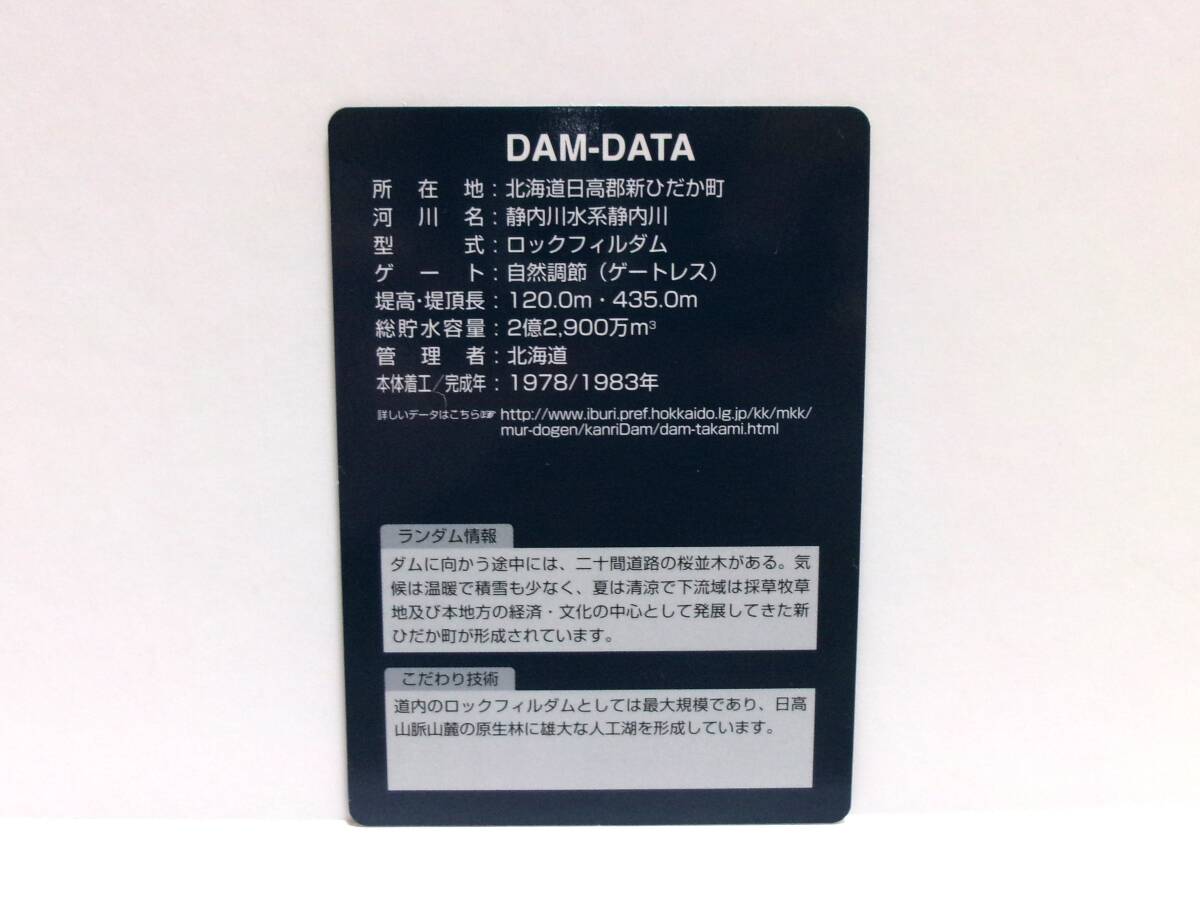 DAM-DATA
所在地：北海道日高郡新ひだか町
河川名：静内川水系静内川
型式：ロックフィルダム
ゲート：自然調節（ゲートレス）
堤高・堤頂長：120.0m・435.0m
総貯水容量：2億2,900万m³
管理者：北海道
本体着工／完成年：1978/1983年
詳しいデータはこちら☞ http://www.iburi.pref.hokkaido.lg.jp/kk/mkk/
mur-dogen/kanriDam/dam-takami.html
ランダム情報
ダムに向かう途中には、二十間道路の桜並木がある。気
候は温暖で積雪も少なく、夏は清涼で下流域は採草牧草
地及び本地方の経済・文化の中心として発展してきた新
ひだか町が形成されています。
こだわり技術
道内のロックフィルダムとしては最大規模であり、日高
山脈山麓の原生林に雄大な人工湖を形成しています。